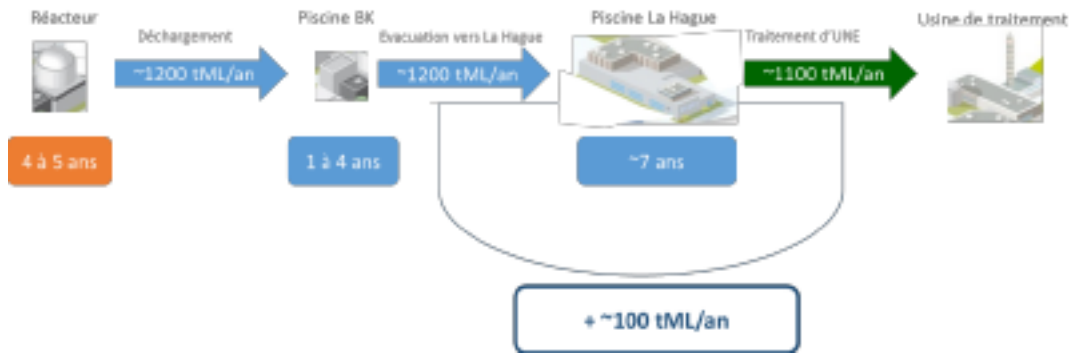 Réacteur
Piscine BK
Piscine La Hague
Usine de traitement
Déchargement
Évacuation vers La Hague
Traitement d'UNE
~1200 tML/an
~1200 tML/an
~1100 tML/an
4 à 5 ans
1 à 4 ans
~7 ans
+ ~100 tML/an